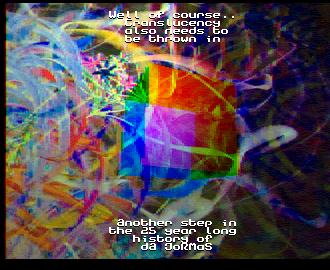 Well of course..
translucency
also needs to
be thrown in
Another step in
the 25 year long
history of
da JoRMaS